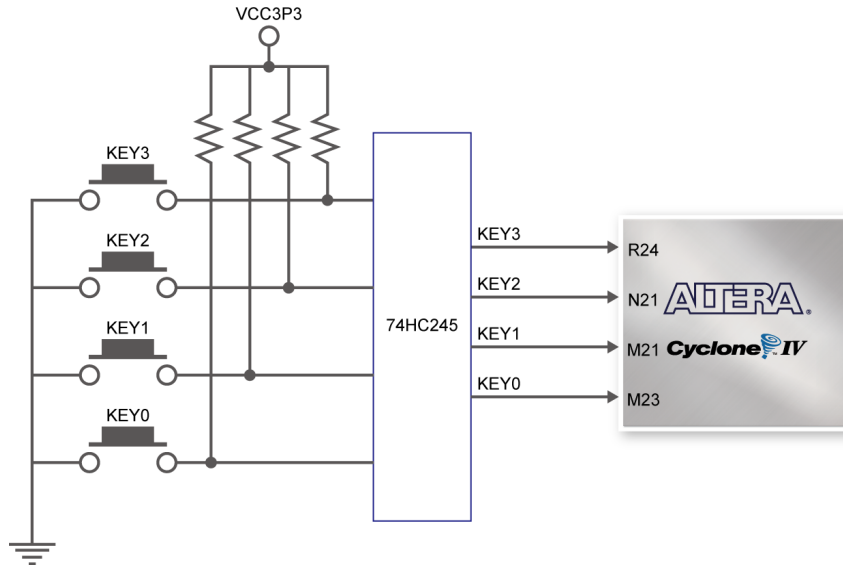 VCC3P3
KEY3
KEY2
KEY1
KEY0
74HC245
KEY3
KEY2
KEY1
KEY0
R24
N21
M21
M23
ALTERA.
Cyclone IV